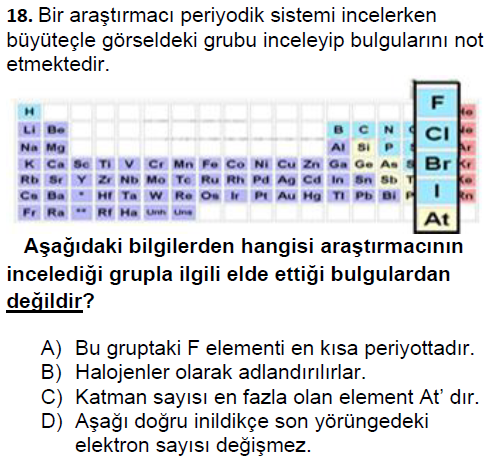 18. Bir araştırmacı periyodik sistemi incelerken
büyüteçle görseldeki grubu inceleyip bulgularını not
etmektedir.
H
Li Be B C N
Na Mg Al Si P
K Ca Sc Ti V Cr Mn Fe Co Ni Cu Zn Ga Ge As Kr
Rb Sr Y Zr Nb Mo Tc Ru Rh Pd Ag Cd In Sn Sb
Cs Ba * Hf Ta W Re Os Ir Pt Au Hg Tl Pb Bi
Fr Ra ** Rf Ha Unh Uns
F
Cl
Br
I
At
Aşağıdaki bilgilerden hangisi araştırmacının
incelediği grupla ilgili elde ettiği bulgulardan
değildir?
A) Bu gruptaki F elementi en kısa periyottadır.
B) Halojenler olarak adlandırılırlar.
C) Katman sayısı en fazla olan element At’ dır.
D) Aşağı doğru inildikçe son yörüngedeki
elektron sayısı değişmez.